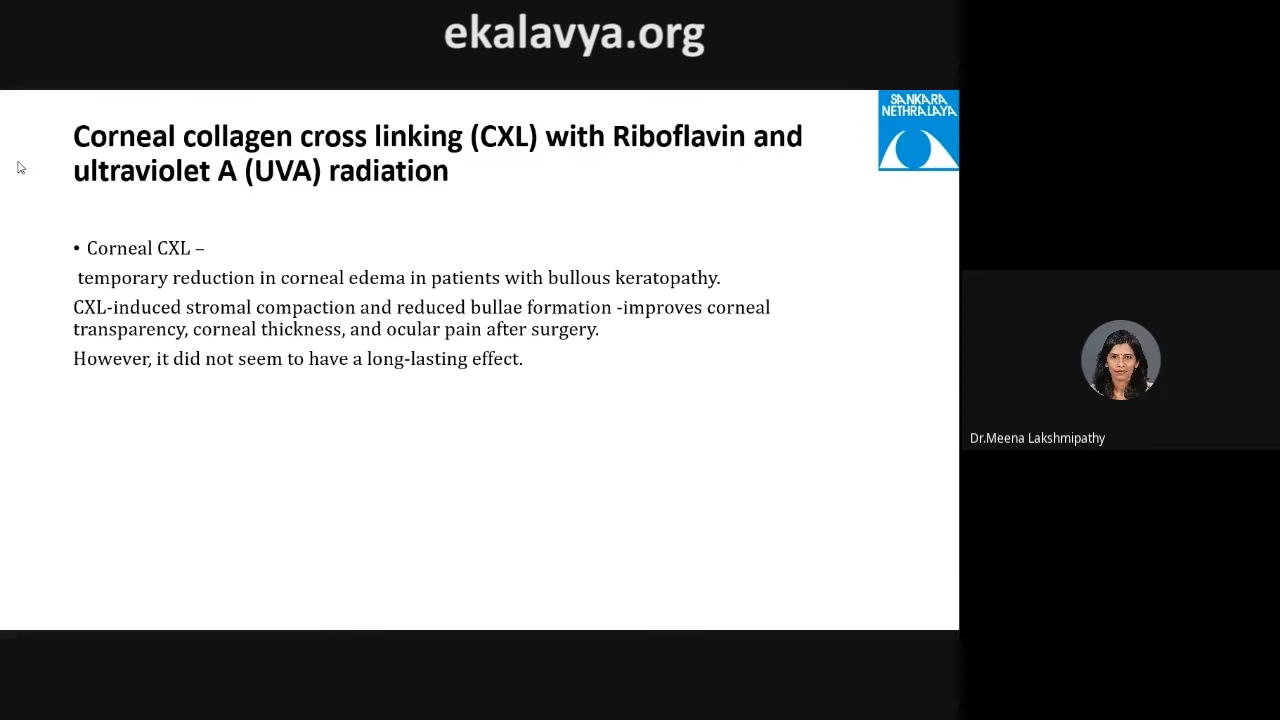 ekalavya.org
SANKARA
NETHRALAYA
Corneal collagen cross linking (CXL) with Riboflavin and
ultraviolet A (UVA) radiation
• Corneal CXL –
temporary reduction in corneal edema in patients with bullous keratopathy.
CXL-induced stromal compaction and reduced bullae formation -improves corneal
transparency, corneal thickness, and ocular pain after surgery.
However, it did not seem to have a long-lasting effect.
Dr.Meena Lakshmipathy